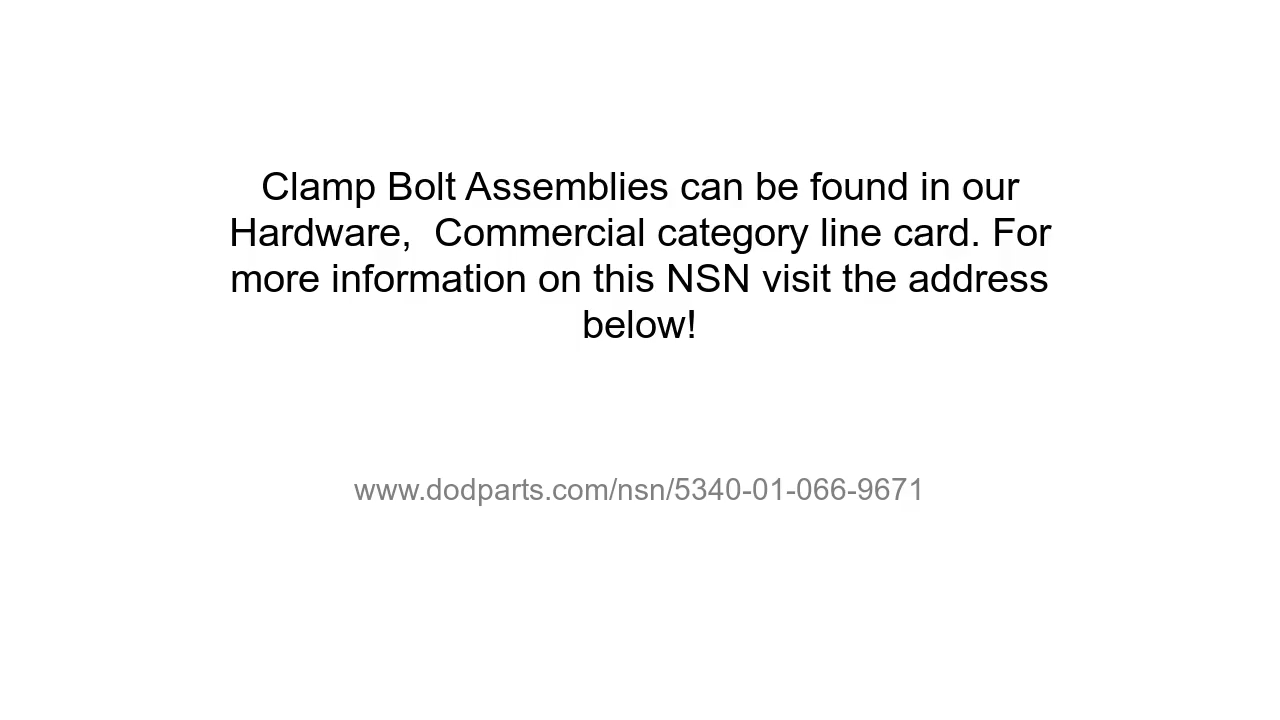 Clamp Bolt Assemblies can be found in our
Hardware,  Commercial category line card. For
more information on this NSN visit the address
below!
www.dodparts.com/nsn/5340-01-066-9671